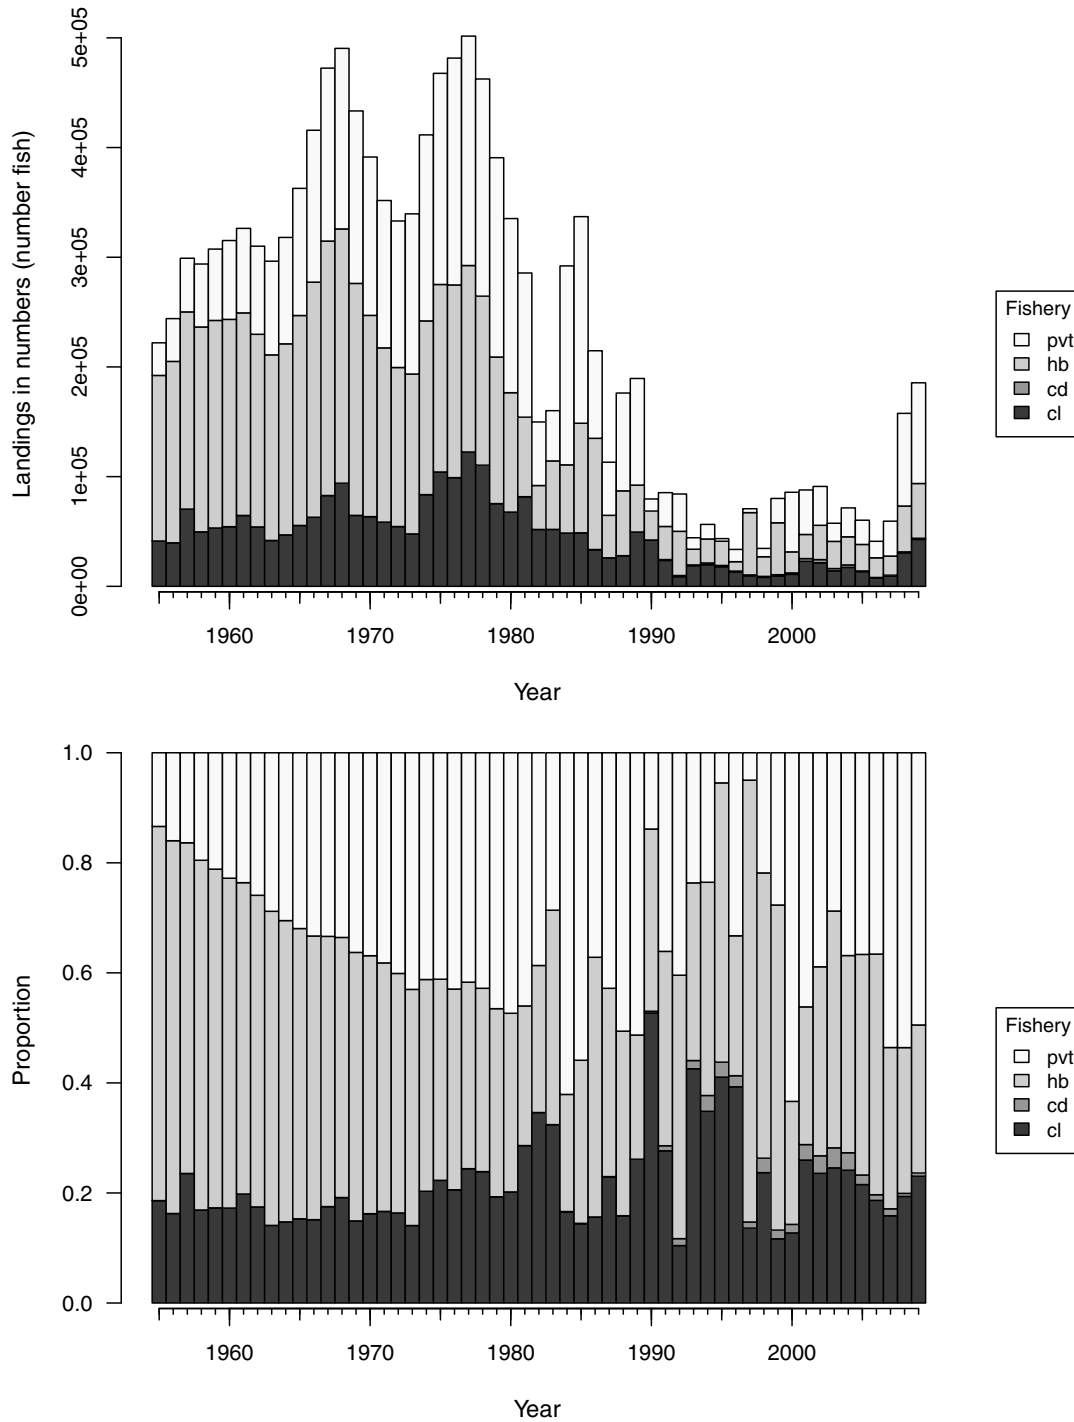 Landings in numbers (number fish)
5e+05
4e+05
3e+05
2e+05
1e+05
0e+00
1960 1970 1980 1990 2000
Year
Fishery
pvt
hb
cd
cl
Proportion
1.0
0.8
0.6
0.4
0.2
0.0
1960 1970 1980 1990 2000
Year
Fishery
pvt
hb
cd
cl